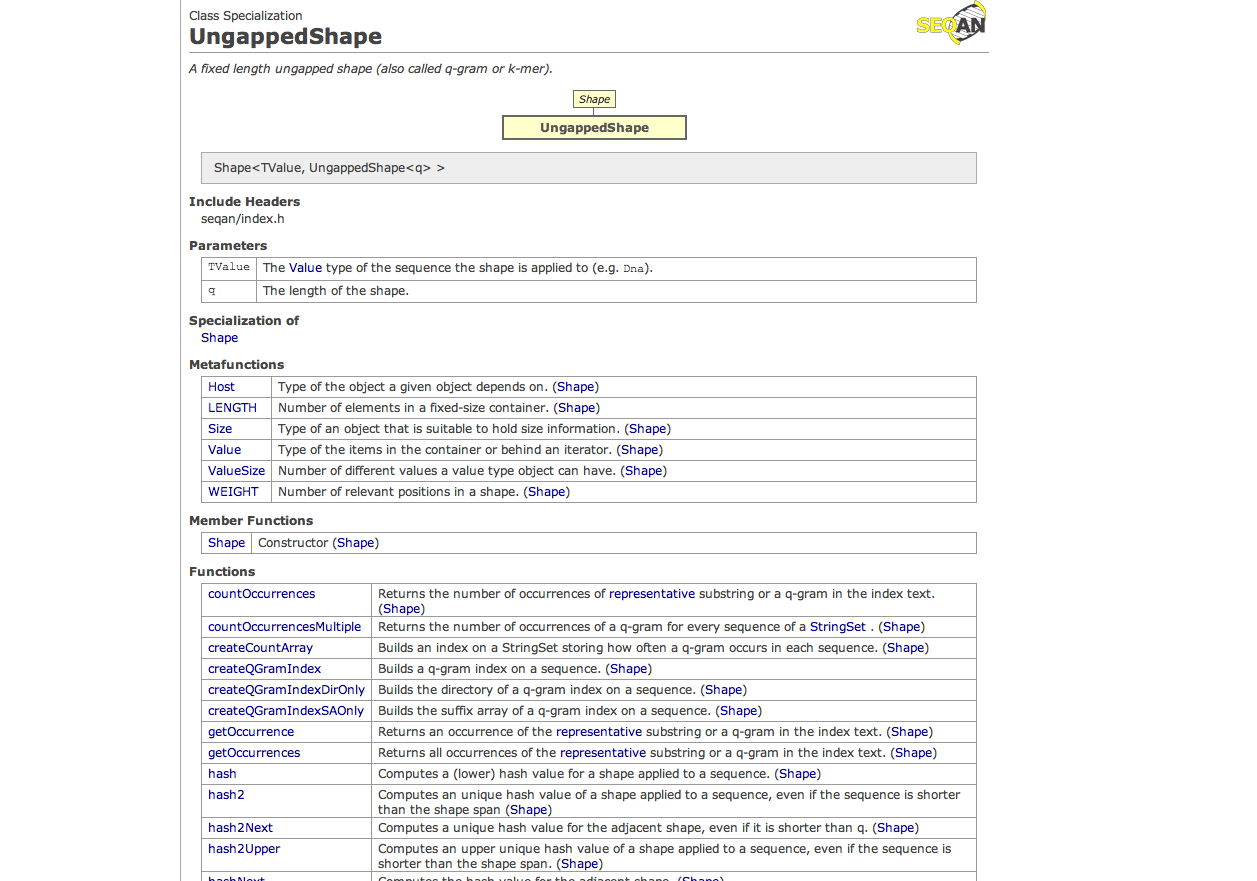 Class Specialization
UngappedShape
SEQAN
A fixed length ungapped shape (also called q-gram or k-mer).
Shape
UngappedShape
Shape<TValue, UngappedShape<q> >
Include Headers
seqan/index.h
Parameters
TValue The Value type of the sequence the shape is applied to (e.g. Dna).
q The length of the shape.
Specialization of
Shape
Metafunctions
Host Type of the object a given object depends on. (Shape)
LENGTH Number of elements in a fixed-size container. (Shape)
Size Type of an object that is suitable to hold size information. (Shape)
Value Type of the items in the container or behind an iterator. (Shape)
ValueSize Number of different values a value type object can have. (Shape)
WEIGHT Number of relevant positions in a shape. (Shape)
Member Functions
Shape Constructor (Shape)
Functions
countOccurrences Returns the number of occurrences of representative substring or a q-gram in the index text.
(Shape)
countOccurrencesMultiple Returns the number of occurrences of a q-gram for every sequence of a StringSet . (Shape)
createCountArray Builds an index on a StringSet storing how often a q-gram occurs in each sequence. (Shape)
createQGramIndex Builds a q-gram index on a sequence. (Shape)
createQGramIndexDirOnly Builds the directory of a q-gram index on a sequence. (Shape)
createQGramIndexSAOnly Builds the suffix array of a q-gram index on a sequence. (Shape)
getOccurrence Returns an occurrence of the representative substring or a q-gram in the index text. (Shape)
getOccurrences Returns all occurrences of the representative substring or a q-gram in the index text. (Shape)
hash Computes a (lower) hash value for a shape applied to a sequence. (Shape)
hash2 Computes an unique hash value of a shape applied to a sequence, even if the sequence is shorter
than the shape span (Shape)
hash2Next Computes a unique hash value for the adjacent shape, even if it is shorter than q. (Shape)
hash2Upper Computes an upper unique hash value of a shape applied to a sequence, even if the sequence is
shorter than the shape span. (Shape)
hashNext Computes the hash value for the adjacent shape. (Shape)